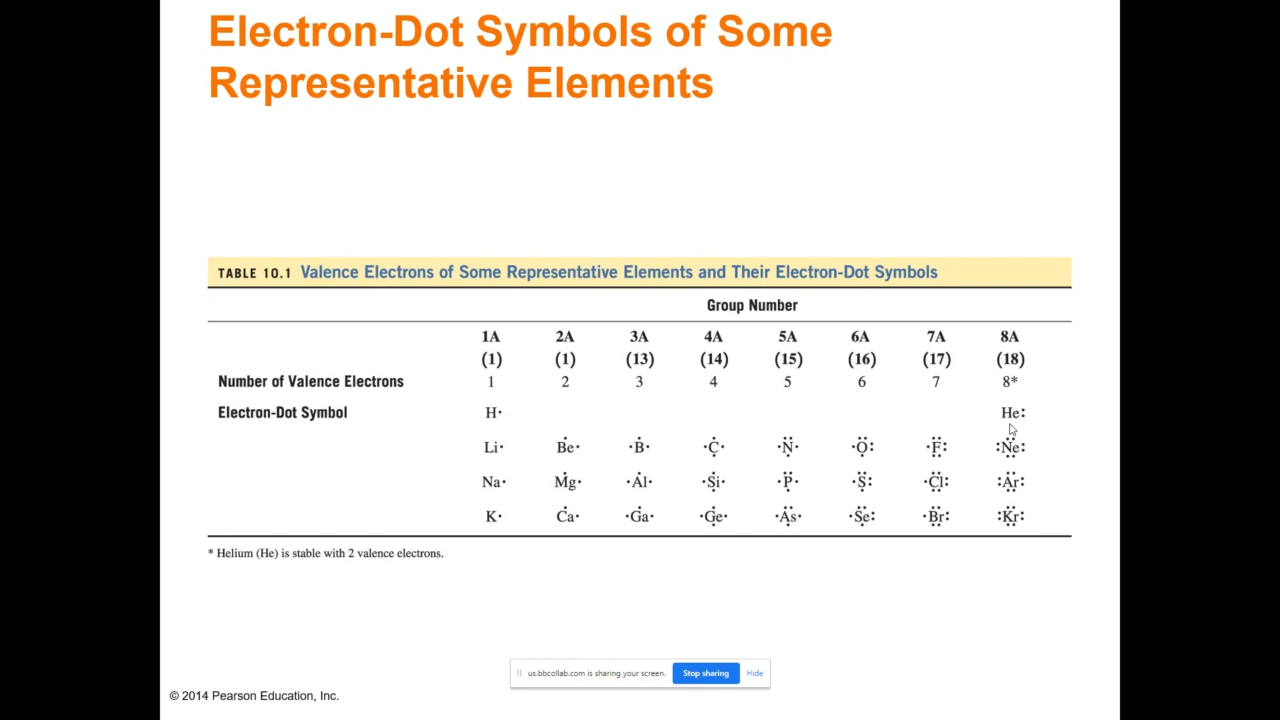 Electron-Dot Symbols of Some
Representative Elements
TABLE 10.1 Valence Electrons of Some Representative Elements and Their Electron-Dot Symbols
Group Number
1A 2A 3A 4A 5A 6A 7A 8A
(1) (1) (13) (14) (15) (16) (17) (18)
Number of Valence Electrons 1 2 3 4 5 6 7 8*
Electron-Dot Symbol H· He:
Li· Be· ·B· ·C· ·N· ·O: ·F: :Ne:
Na· Mg· ·Al· ·Si· ·P· ·S: ·Cl: :Ar:
K· Ca· ·Ga· ·Ge· ·As· ·Se: ·Br: :Kr:
* Helium (He) is stable with 2 valence electrons.
us.bbcollab.com is sharing your screen. Stop sharing Hide
© 2014 Pearson Education, Inc.